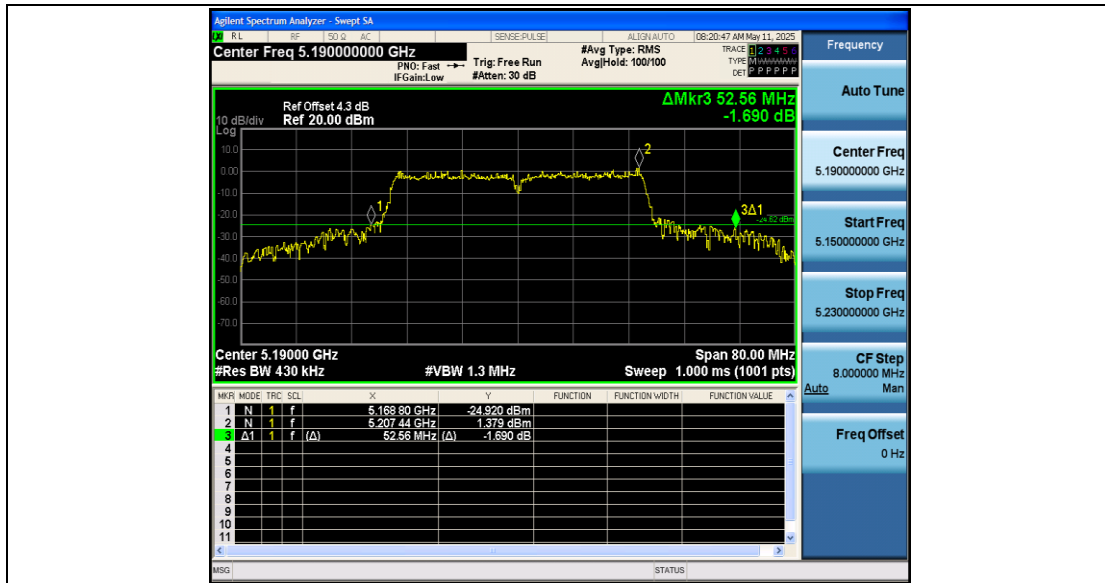 Agilent Spectrum Analyzer - Swept SA
RL RF 50 Ω AC SENSE:PULSE ALIGNAUTO 08:20:47 AM May 11, 2025
Center Freq 5.190000000 GHz
#Avg Type: RMS
TRACE 1 2 3 4 5 6
PNO: Fast
Trig: Free Run
Avg|Hold: 100/100
TYPE M
IFGain:Low
#Atten: 30 dB
DET P P P P P P
Frequency
Auto Tune
Center Freq
5.190000000 GHz
Start Freq
5.150000000 GHz
Stop Freq
5.230000000 GHz
CF Step
8.000000 MHz
Auto Man
Freq Offset
0 Hz
ΔMkr3 52.56 MHz
-1.690 dB
Ref Offset 4.3 dB
10 dB/div Ref 20.00 dBm
Log
10.0
0.00
-10.0
-20.0
-30.0
-40.0
-50.0
-60.0
-70.0
1
2
3Δ1
-24.62 dBm
Center 5.19000 GHz Span 80.00 MHz
#Res BW 430 kHz #VBW 1.3 MHz Sweep 1.000 ms (1001 pts)
MKR MODE TRC SCL X Y FUNCTION FUNCTION WIDTH FUNCTION VALUE
1 N 1 f 5.168 80 GHz -24.920 dBm
2 N 1 f 5.207 44 GHz 1.379 dBm
3 Δ1 1 f (Δ) 52.56 MHz (Δ) -1.690 dB
4
5
6
7
8
9
10
11
MSG STATUS